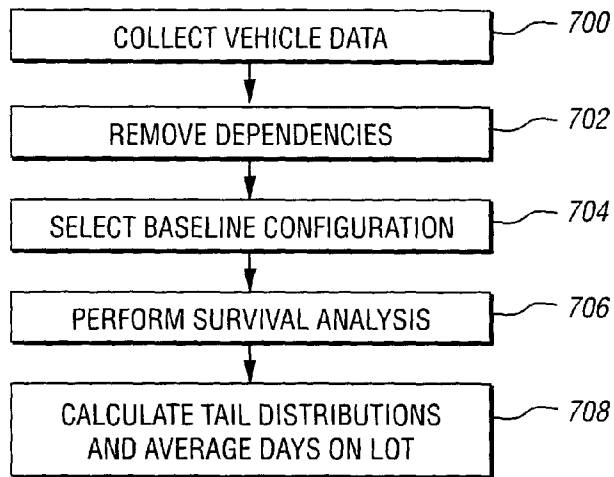 COLLECT VEHICLE DATA 700
REMOVE DEPENDENCIES 702
SELECT BASELINE CONFIGURATION 704
PERFORM SURVIVAL ANALYSIS 706
CALCULATE TAIL DISTRIBUTIONS
AND AVERAGE DAYS ON LOT 708